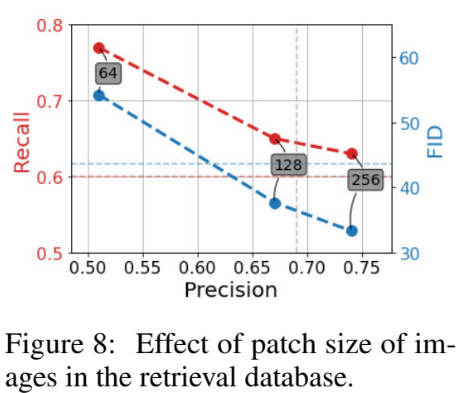 0.8
0.7
0.6
0.5
Recall
64
128
256
60
50
40
30
FID
0.50 0.55 0.60 0.65 0.70 0.75
Precision
Figure 8: Effect of patch size of im-
ages in the retrieval database.